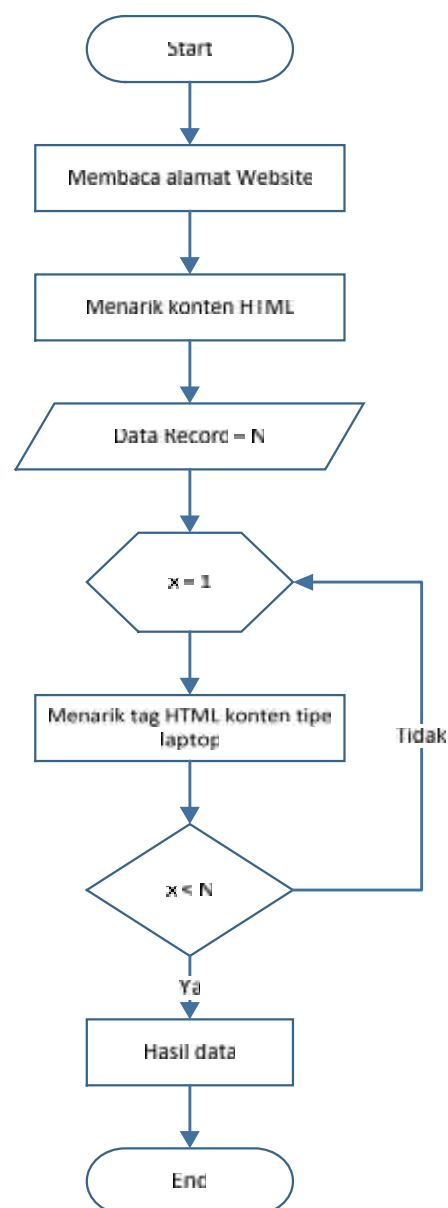 Start
Membaca alamat Website
Menarik konten HTML
Data Record = N
x = 1
Menarik tag HTML konten tipe
laptop
Tidak
x < N
Ya
Hasil data
End